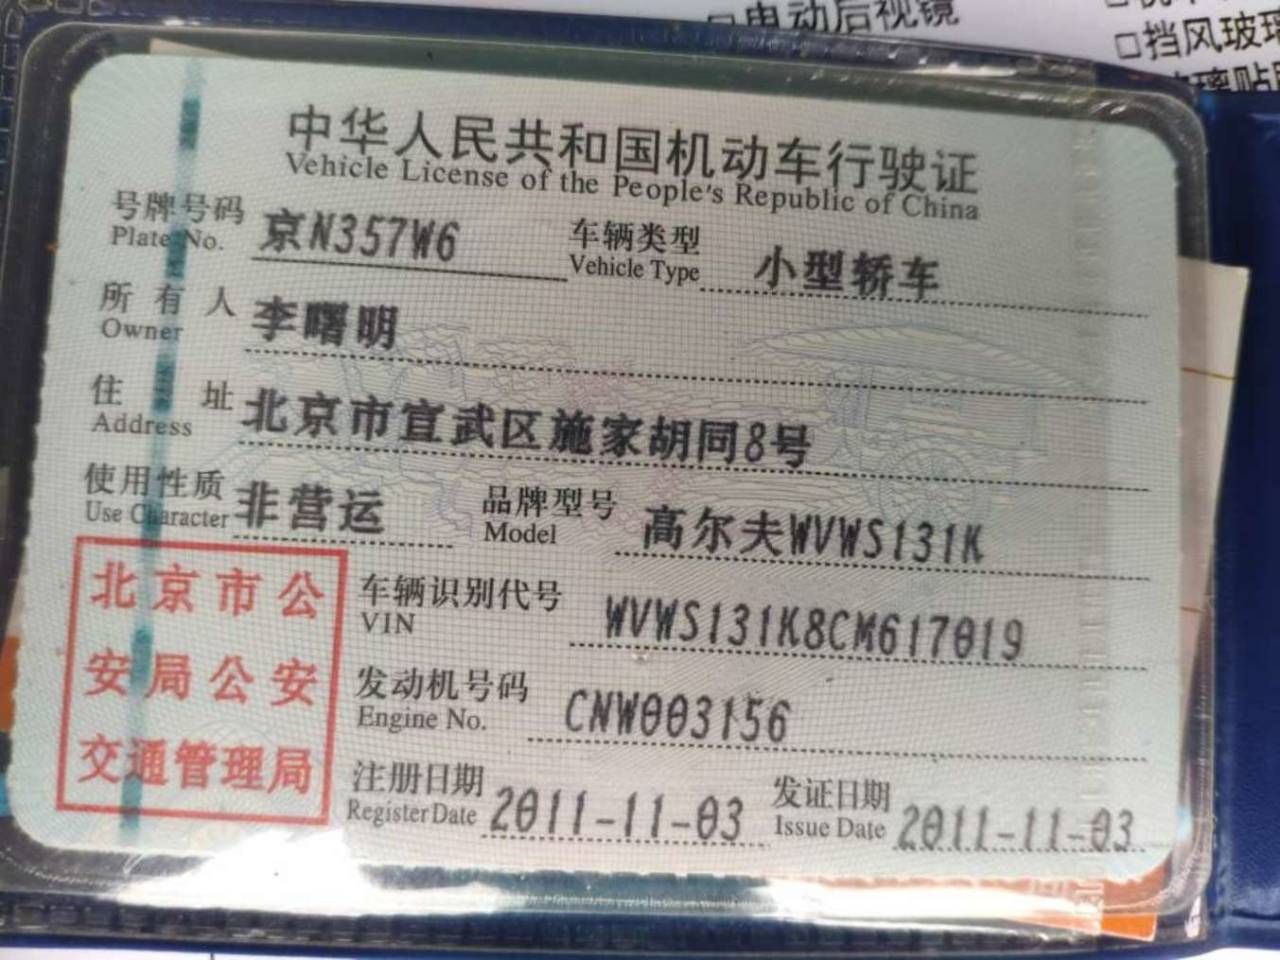 电动后视镜
□挡风玻璃
中华人民共和国机动车行驶证
Vehicle License of the People's Republic of China
号牌号码 京N357W6 车辆类型 小型轿车
Plate No. Vehicle Type
所有人 李曙明
Owner
住址 北京市宣武区施家胡同8号
Address
使用性质 非营运 品牌型号 高尔夫WVWS131K
Use Character Model
北京市公
安局公安
交通管理局
车辆识别代号 WVWS131K8CM617019
VIN
发动机号码 CNW003156
Engine No.
注册日期 2011-11-03 发证日期 2011-11-03
Register Date Issue Date